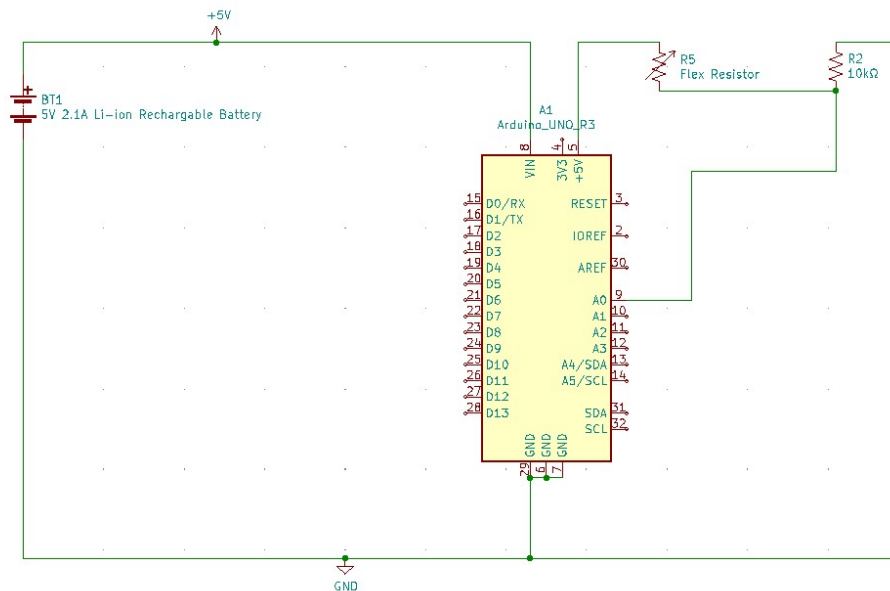 +5V
BT1
5V 2.1A Li-ion Rechargable Battery
R5
Flex Resistor
R2
10kΩ
A1
Arduino_UNO_R3
8
4
5
VIN
3V3
+5V
15 D0/RX
16 D1/TX
17 D2
18 D3
19 D4
20 D5
21 D6
22 D7
23 D8
24 D9
25 D10
26 D11
27 D12
28 D13
RESET 3
IOREF 2
AREF 30
A0 9
A1 10
A2 11
A3 12
A4/SDA 13
A5/SCL 14
SDA 31
SCL 32
GND
GND
GND
29
6
7
GND